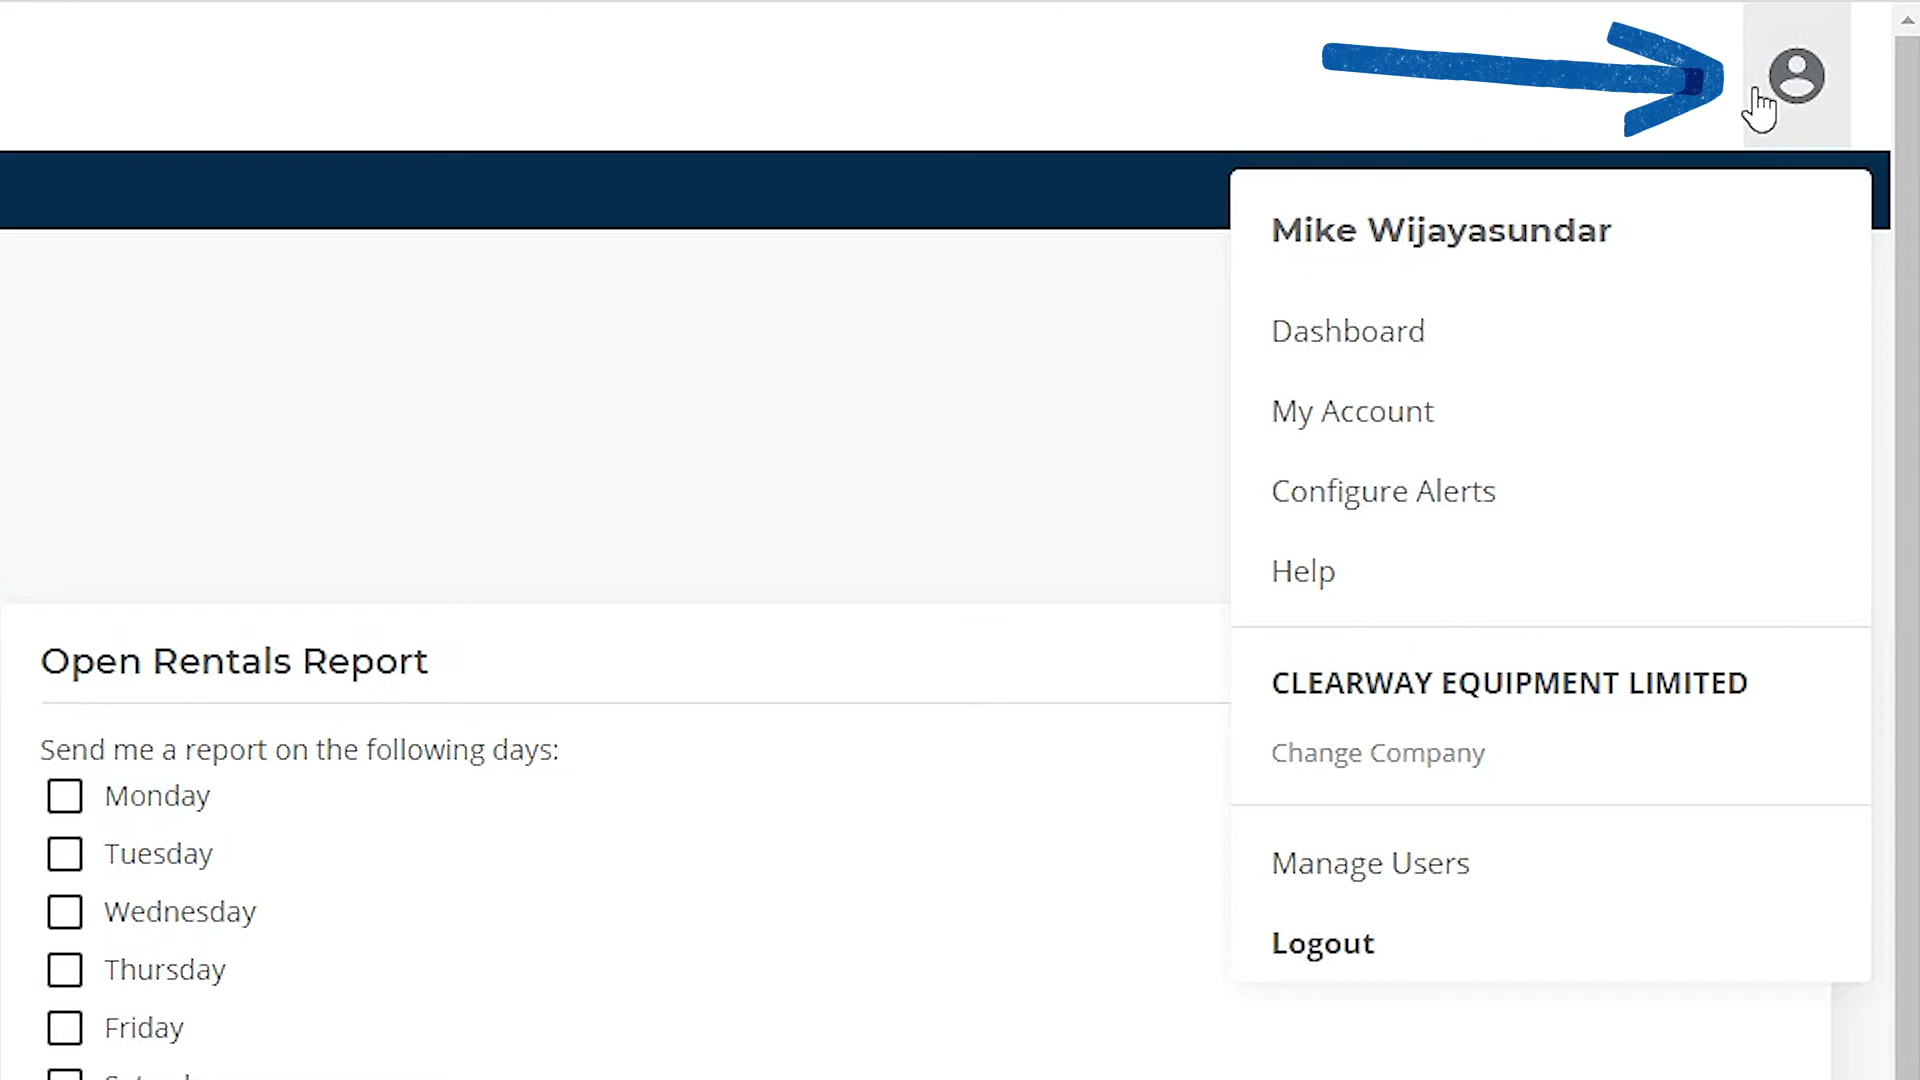 Mike Wijayasundar
Dashboard
My Account
Configure Alerts
Help
CLEARWAY EQUIPMENT LIMITED
Change Company
Manage Users
Logout
Open Rentals Report
Send me a report on the following days:
Monday
Tuesday
Wednesday
Thursday
Friday